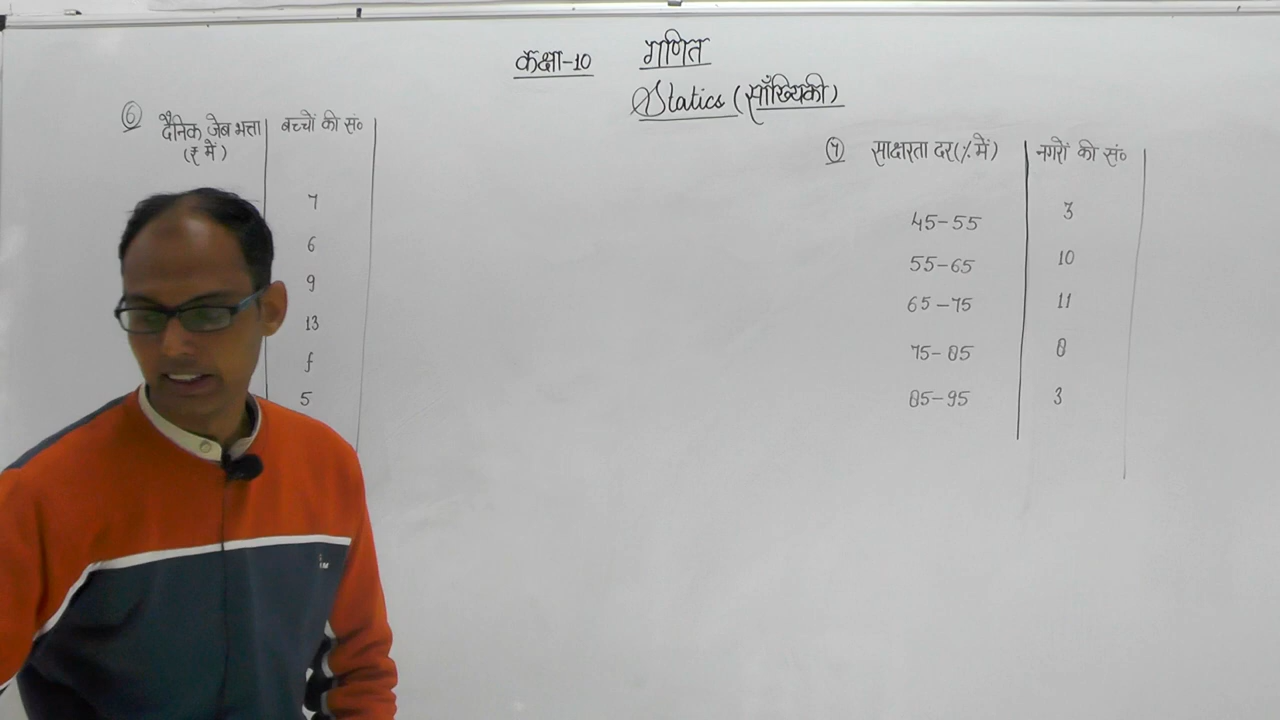 कक्षा-10 गणित
Statics (साँख्यिकी)
⑥ दैनिक जेब भत्ता बच्चों की सं०
(₹ में)
7
6
9
13
f
5
⑦ साक्षरता दर(% में) नगरों की सं०
45-55 3
55-65 10
65-75 11
75-85 8
85-95 3